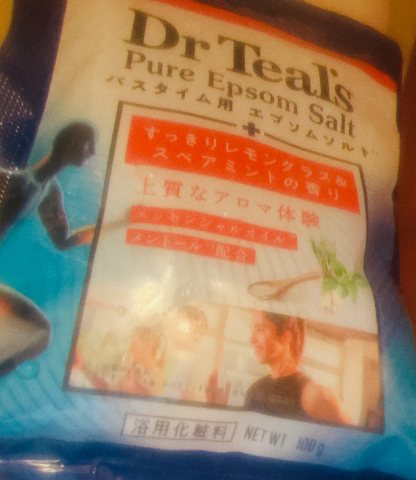 Dr Teal's
Pure Epsom Salt
バスタイム用 エプソムソルト
すっきりレモングラス&
スペアミントの香り
上質なアロマ体験
エッセンシャルオイル
メントール 配合
浴用化粧料 NET WT 100g